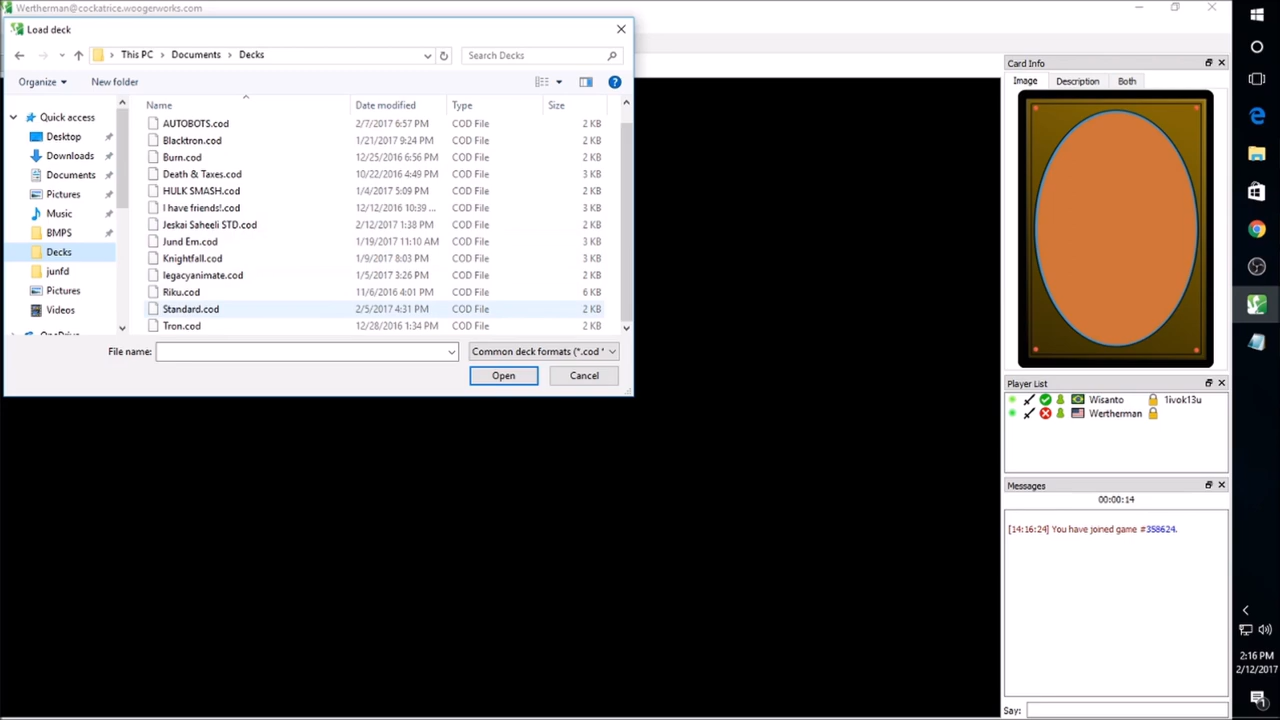 Wertherman@cockatrice.woogerworks.com
Load deck
This PC > Documents > Decks
Search Decks
Organize
New folder
Name Date modified Type Size
Quick access
Desktop
Downloads
Documents
Pictures
Music
BMPS
Decks
junfd
Pictures
Videos
OneDrive
AUTOBOTS.cod 2/7/2017 6:57 PM COD File 2 KB
Blacktron.cod 1/21/2017 9:24 PM COD File 2 KB
Burn.cod 12/25/2016 6:56 PM COD File 2 KB
Death & Taxes.cod 10/22/2016 4:49 PM COD File 3 KB
HULK SMASH.cod 1/4/2017 5:09 PM COD File 2 KB
I have friends!.cod 12/12/2016 10:39 ... COD File 3 KB
Jeskai Saheeli STD.cod 2/12/2017 1:38 PM COD File 2 KB
Jund Em.cod 1/19/2017 11:10 AM COD File 3 KB
Knightfall.cod 1/9/2017 8:03 PM COD File 3 KB
legacyanimate.cod 1/5/2017 3:26 PM COD File 2 KB
Riku.cod 11/6/2016 4:01 PM COD File 6 KB
Standard.cod 2/5/2017 4:31 PM COD File 2 KB
Tron.cod 12/28/2016 1:34 PM COD File 2 KB
File name:
Common deck formats (*.cod *
Open
Cancel
Card Info
Image Description Both
Player List
Wisanto 1ivok13u
Wertherman
Messages
00:00:14
[14:16:24] You have joined game #358624.
Say:
2:16 PM
2/12/2017
1